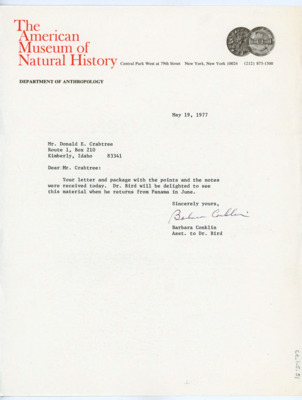 The
American
Museum of
Natural History Central Park West at 79th Street New York, New York 10024 (212) 873-1300
DEPARTMENT OF ANTHROPOLOGY
May 19, 1977
Mr. Donald E. Crabtree
Route 1, Box 210
Kimberly, Idaho 83341
Dear Mr. Crabtree:
Your letter and package with the points and the notes
were received today. Dr. Bird will be delighted to see
this material when he returns from Panama in June.
Sincerely yours,
Barbara Conklin
Barbara Conklin
Asst. to Dr. Bird